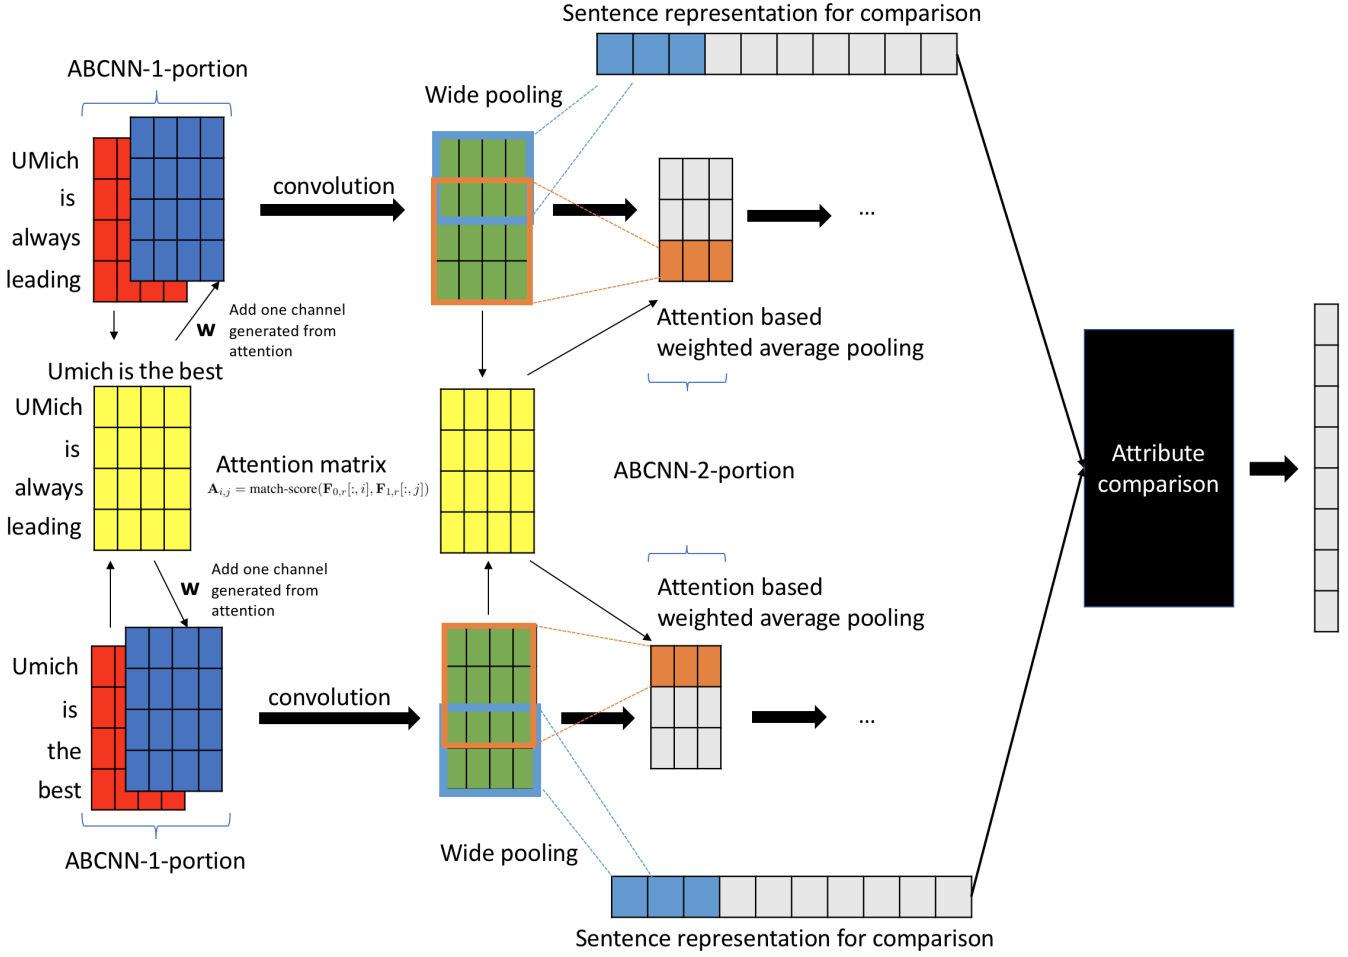 Sentence representation for comparison
ABCNN-1-portion
Wide pooling
UMich
is
always
leading
convolution
...
W
Add one channel
generated from
attention
Attention based
weighted average pooling
Umich is the best
UMich
is
always
leading
Attention matrix
A_{i,j} = match-score(F_{0,r}[:, i], F_{1,r}[:, j])
ABCNN-2-portion
Attribute
comparison
W
Add one channel
generated from
attention
Attention based
weighted average pooling
Umich
is
the
best
convolution
...
ABCNN-1-portion
Wide pooling
Sentence representation for comparison